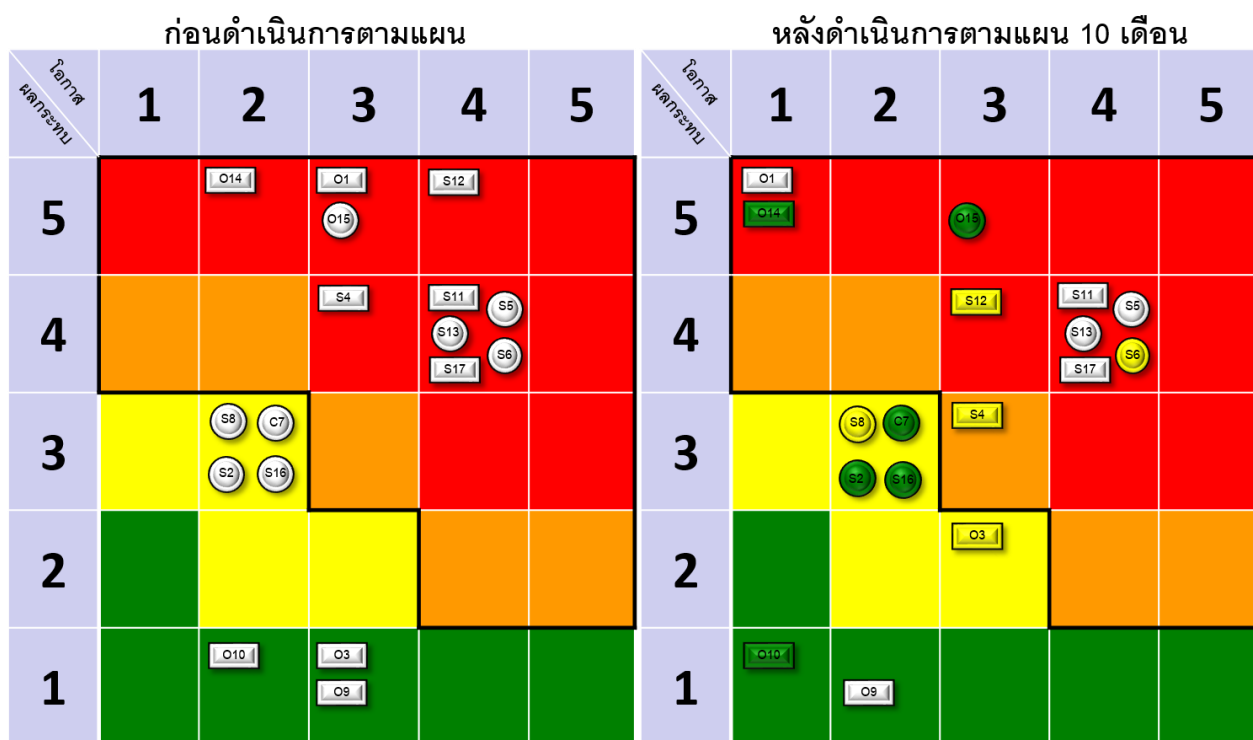 ก่อนดำเนินการตามแผน
หลังดำเนินการตามแผน 10 เดือน
โอกาส
ผลกระทบ
1 2 3 4 5
5
O14 O1 S12
O15
4
S4 S11 S5
S13
S6
S17
3
S8 C7
S2 S16
2
1
O10 O3
O9
โอกาส
ผลกระทบ
1 2 3 4 5
5
O1
O14 O15
4
S12 S11 S5
S13
S6
S17
3
S8 C7 S4
S2 S16
2
O3
1
O10
O9